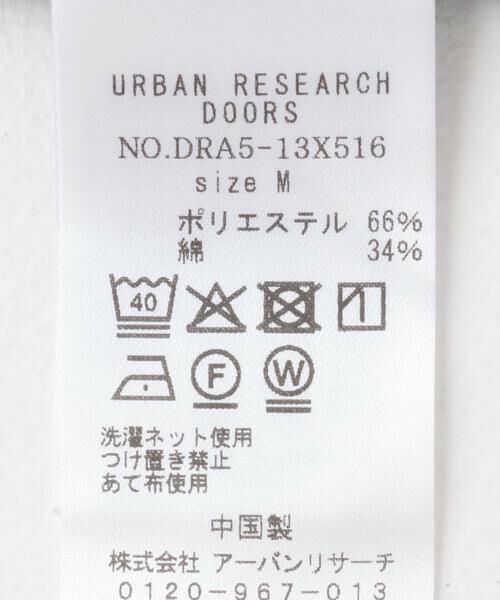 URBAN RESEARCH
DOORS
NO.DRA5-13X516
size M
ポリエステル 66%
綿 34%
40
F W
洗濯ネット使用
つけ置き禁止
あて布使用
中国製
株式会社 アーバンリサーチ
0120-967-013